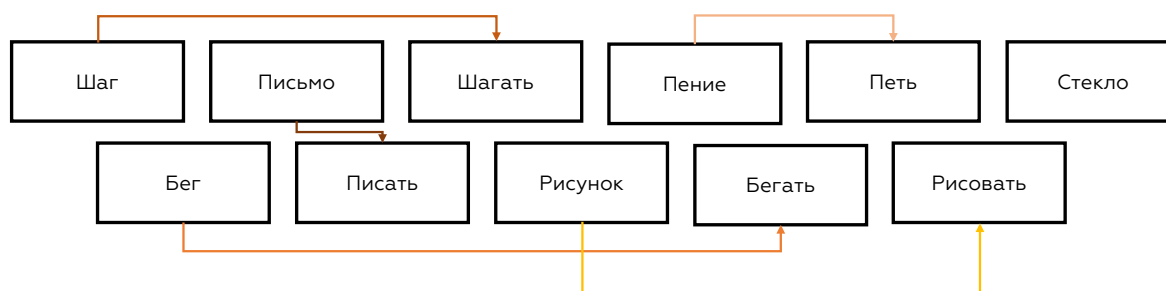 Шаг
Письмо
Шагать
Пение
Петь
Стекло
Бег
Писать
Рисунок
Бегать
Рисовать